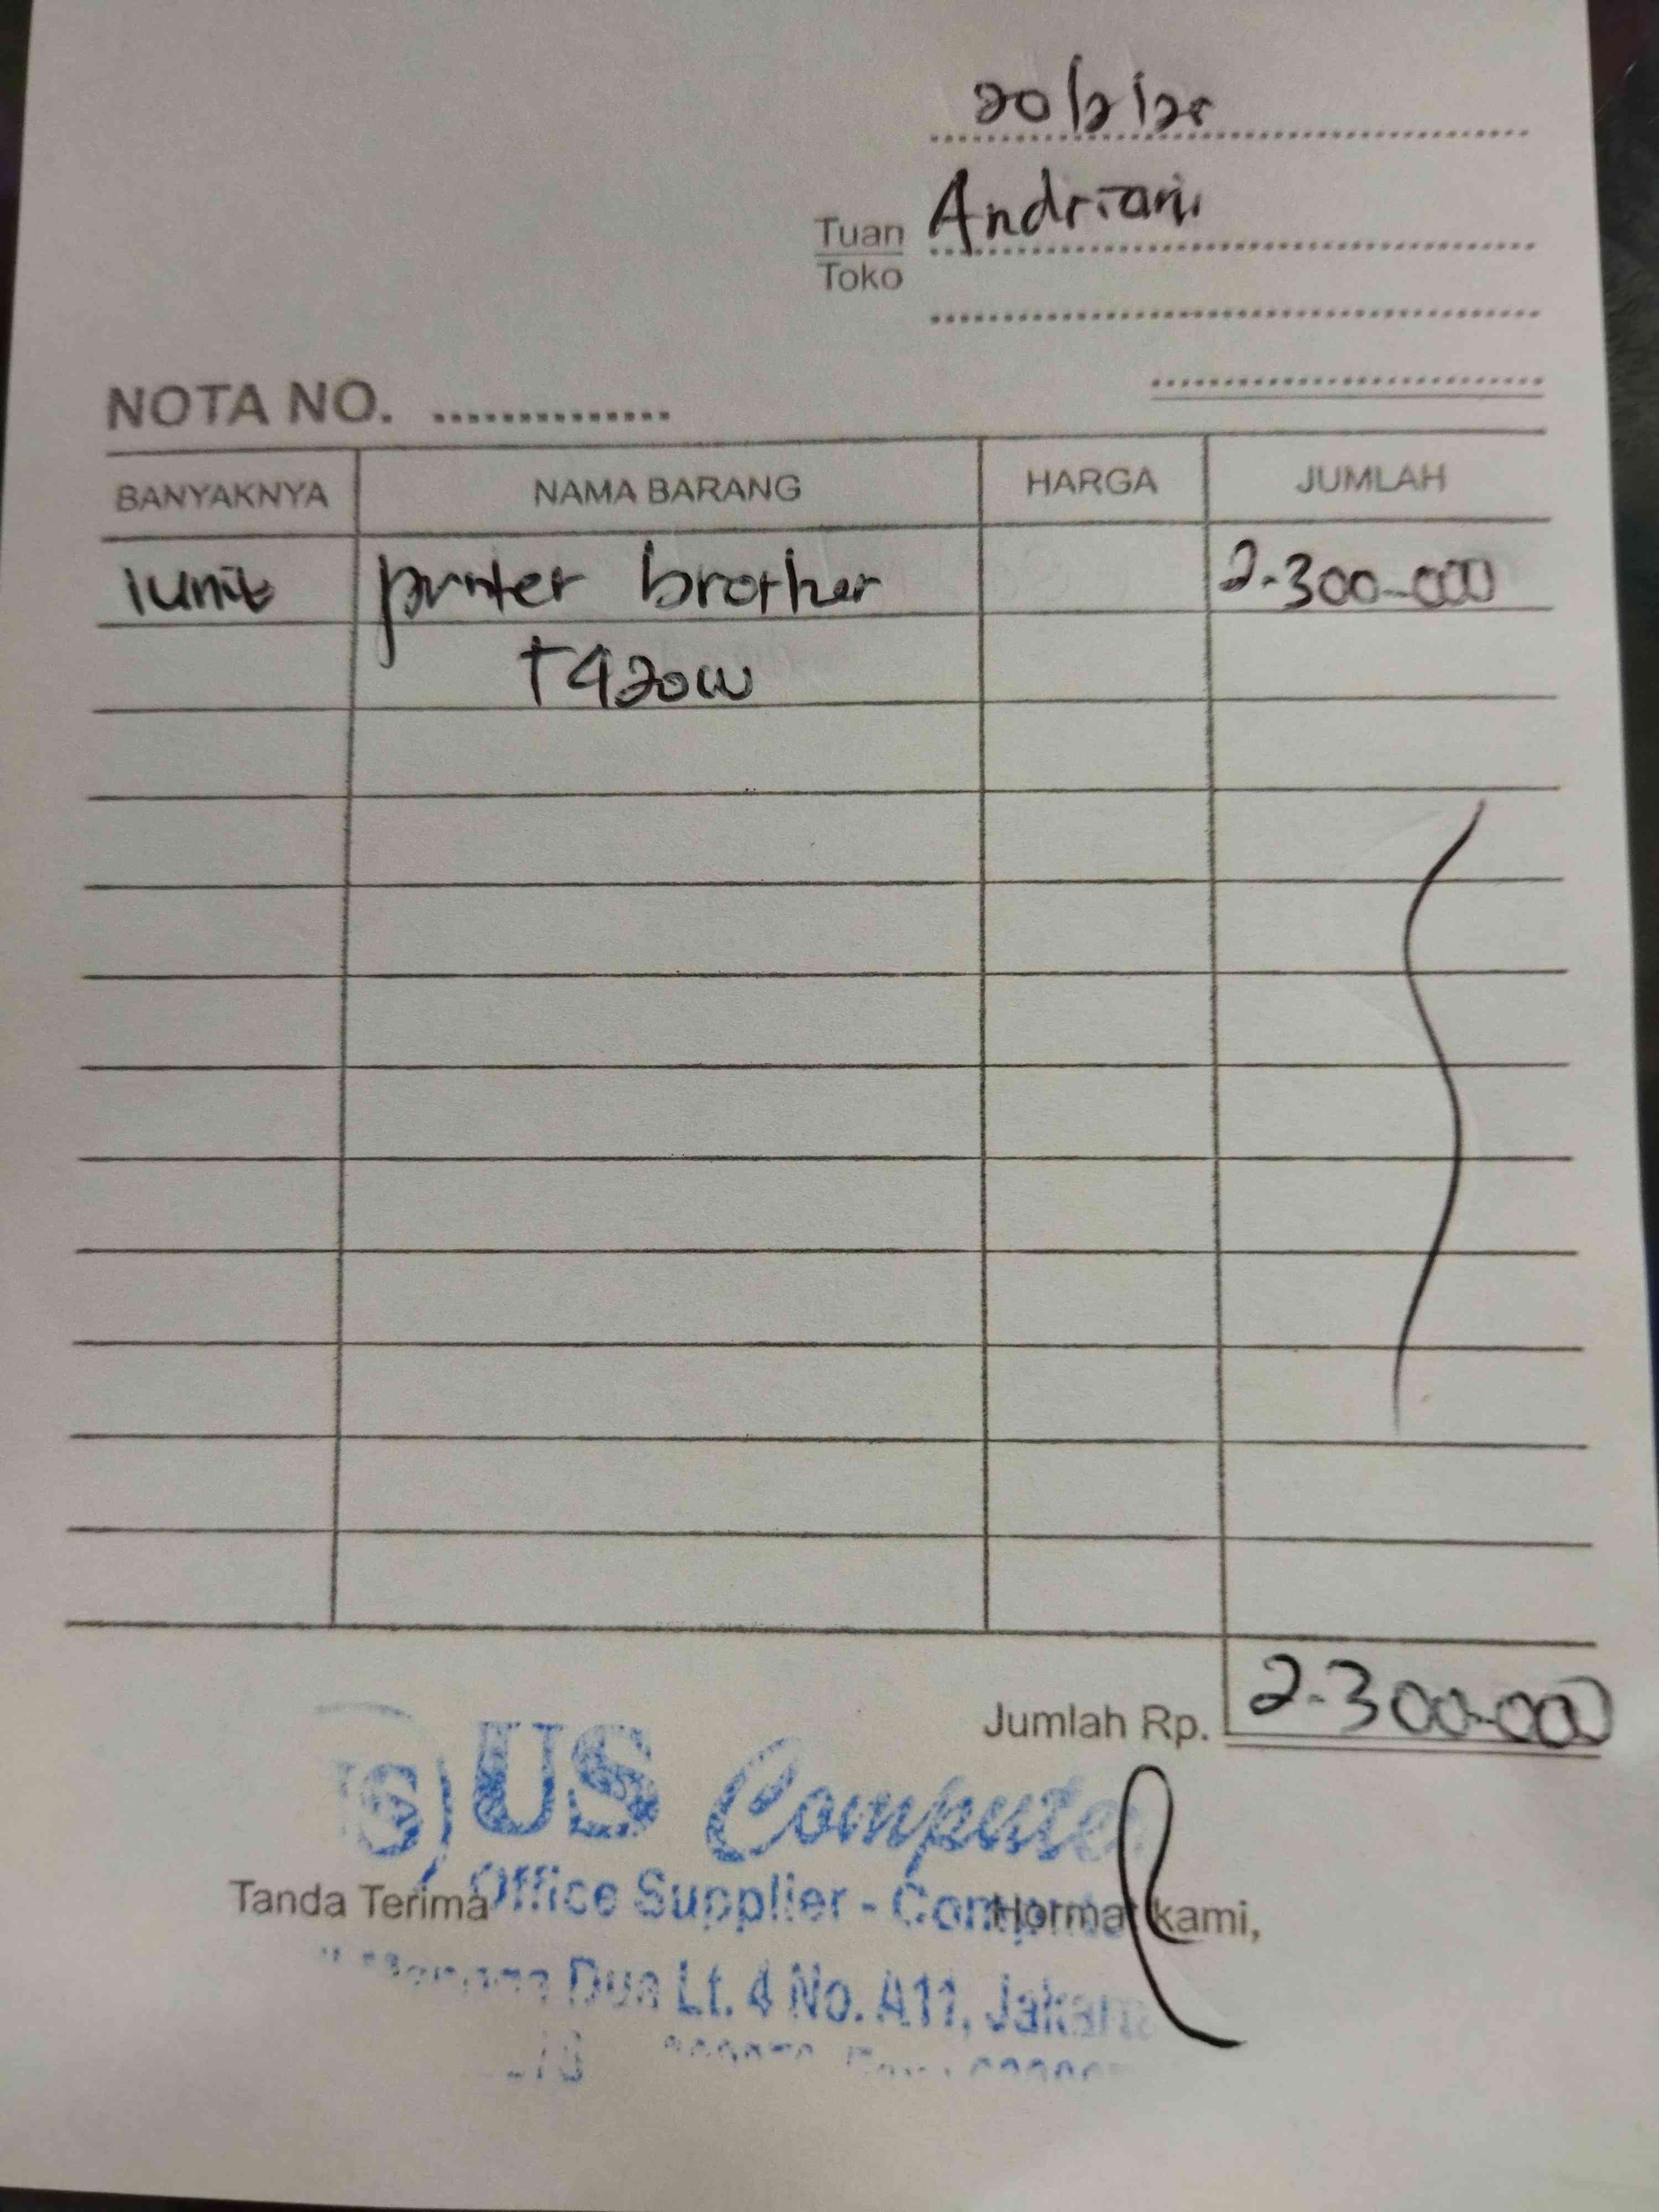 20/2/25
Andriani
Tuan
Toko
NOTA NO. ..............
BANYAKNYA NAMA BARANG HARGA JUMLAH
1unit printer brother 2.300.000
T420W
Jumlah Rp. 2.300.000
US Computer
Office Supplier - Comp
Tanda Terima Hormat kami,
Dua Lt. 4 No. A11, Jakarta